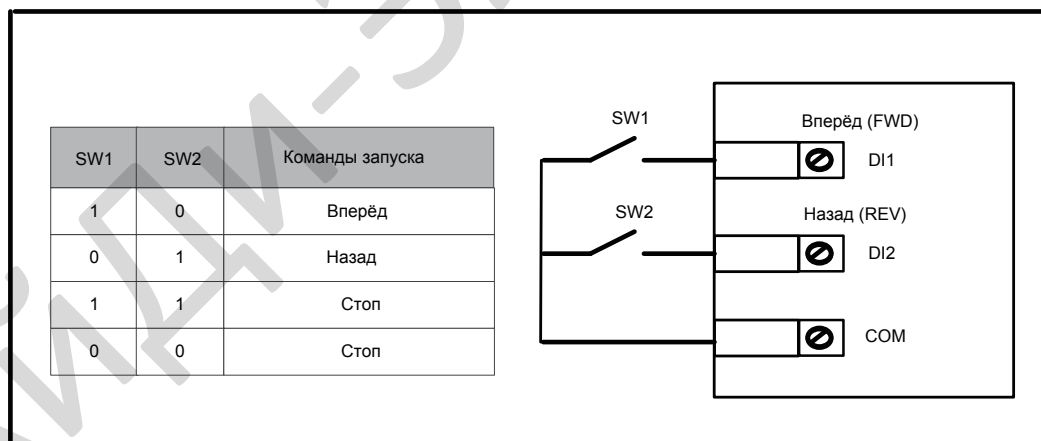 SW1 SW2 Команды запуска
1 0 Вперёд
0 1 Назад
1 1 Стоп
0 0 Стоп
SW1
Вперёд (FWD)
DI1
SW2
Назад (REV)
DI2
COM